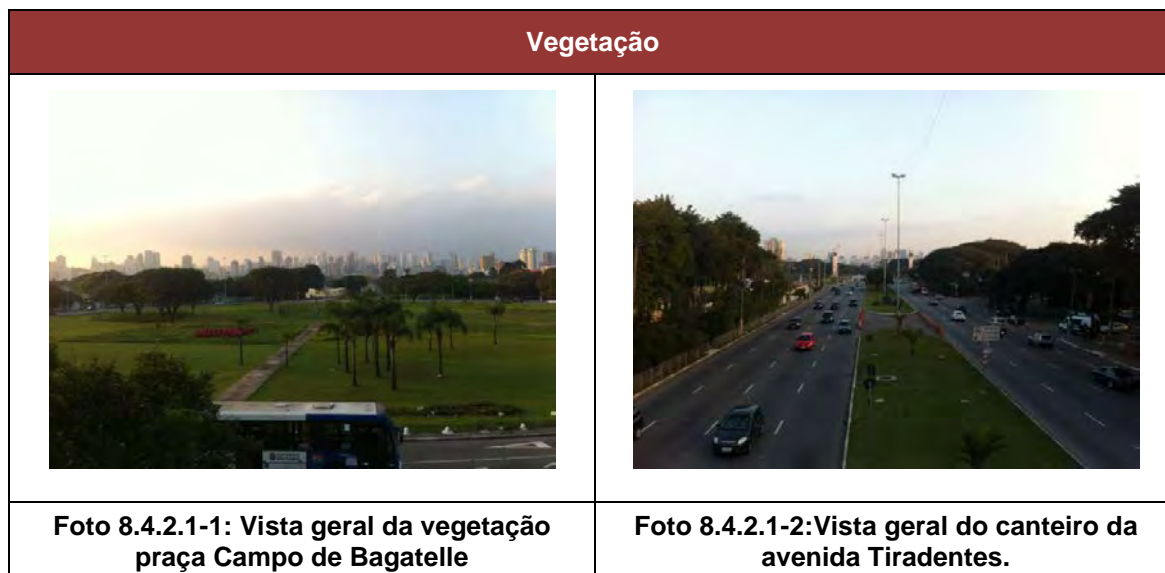 Vegetação
Foto 8.4.2.1-1: Vista geral da vegetação
praça Campo de Bagatelle
Foto 8.4.2.1-2:Vista geral do canteiro da
avenida Tiradentes.